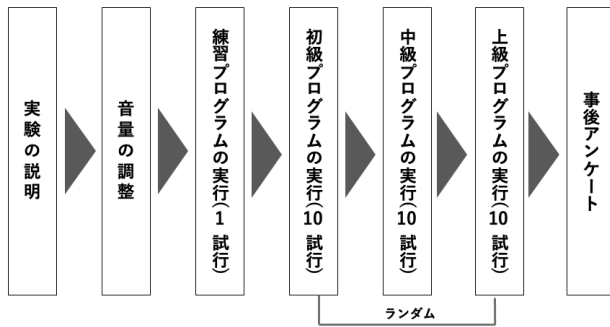 実験の説明
音量の調整
練習プログラムの実行(1試行)
初級プログラムの実行(10試行)
中級プログラムの実行(10試行)
上級プログラムの実行(10試行)
事後アンケート
ランダム